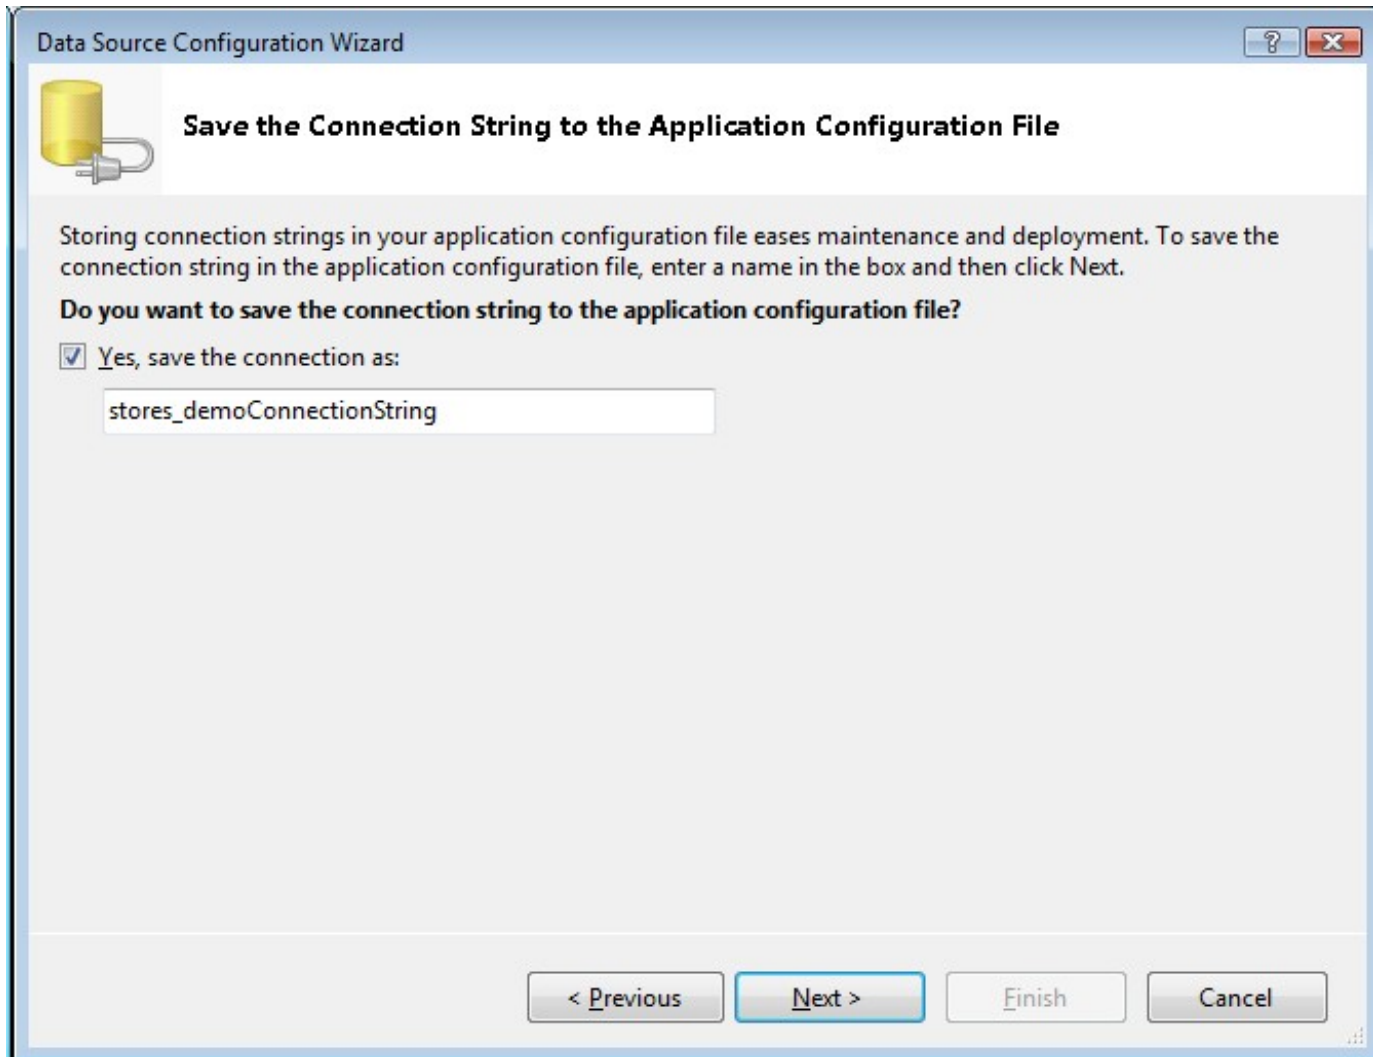 Data Source Configuration Wizard
Save the Connection String to the Application Configuration File
Storing connection strings in your application configuration file eases maintenance and deployment. To save the
connection string in the application configuration file, enter a name in the box and then click Next.
Do you want to save the connection string to the application configuration file?
Yes, save the connection as:
stores_demoConnectionString
< Previous Next > Finish Cancel